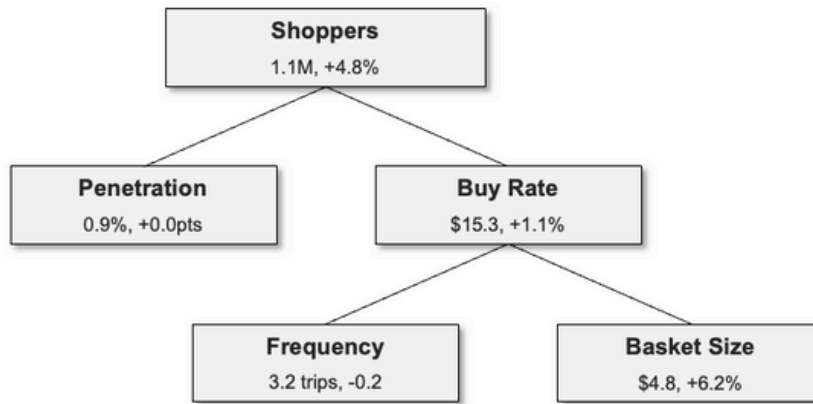 Shoppers
1.1M, +4.8%
Penetration
0.9%, +0.0pts
Buy Rate
$15.3, +1.1%
Frequency
3.2 trips, -0.2
Basket Size
$4.8, +6.2%